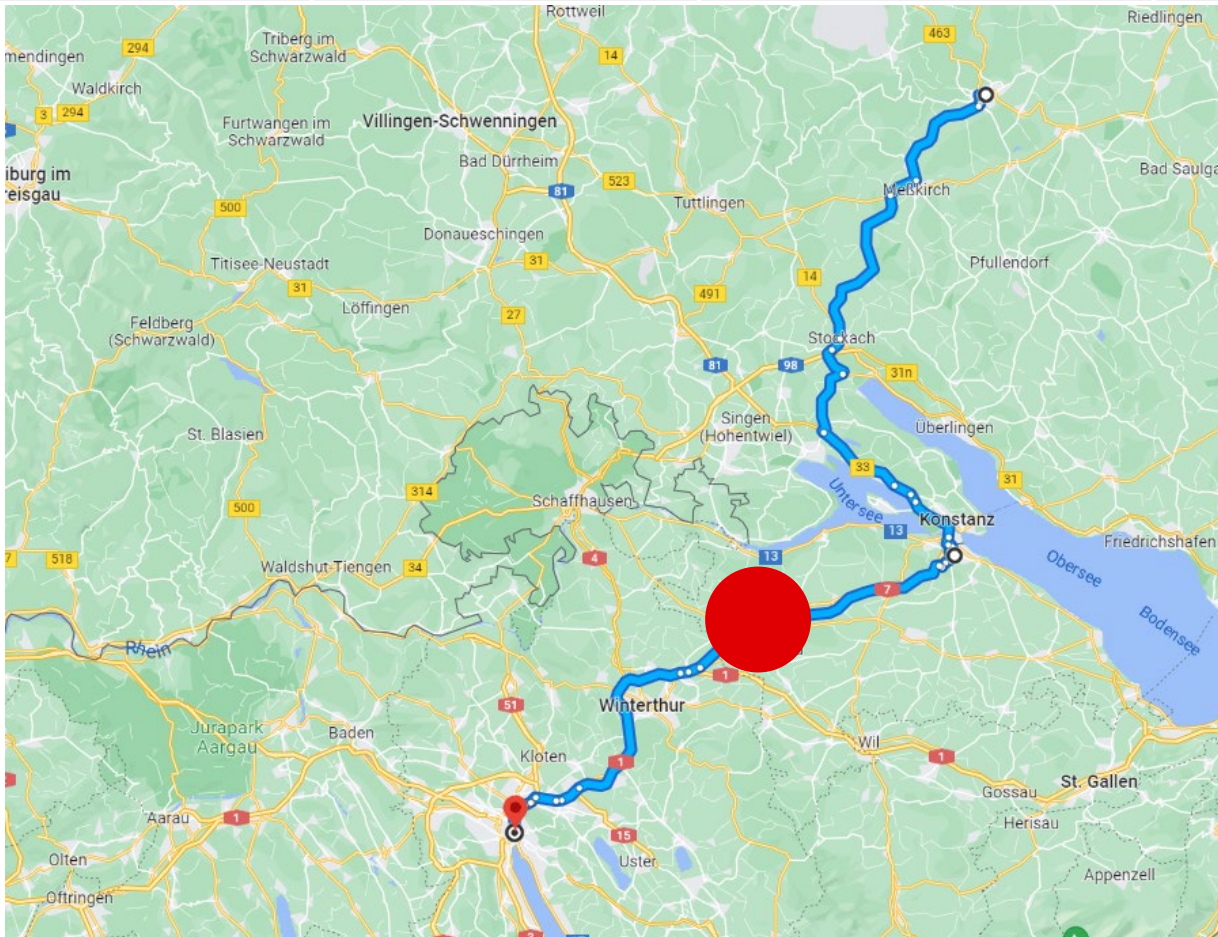 Rottweil
Riedlingen
463
294
Triberg im
Schwarzwald
14
mendingen
Waldkirch
3
294
Furtwangen im
Schwarzwald
Villingen-Schwenningen
Bad Dürrheim
Bad Saulga
iburg im
reisgau
81
523
Meßkirch
Tuttlingen
500
Donaueschingen
Titisee-Neustadt
31
Pfullendorf
14
31
491
Löffingen
27
Feldberg
(Schwarzwald)
Stockach
81
98
31n
Singen
(Hohentwiel)
Überlingen
St. Blasien
33
31
314
Untersee
Schaffhausen
500
Konstanz
13
Friedrichshafen
7
518
13
4
Waldshut-Tiengen
34
Obersee
7
Bodensee
Rhein
1
Winterthur
51
Jurapark
Aargau
Baden
Wil
Kloten
1
1
St. Gallen
Gossau
Aarau
1
Herisau
15
Olten
Uster
Appenzell
Oftringen
3